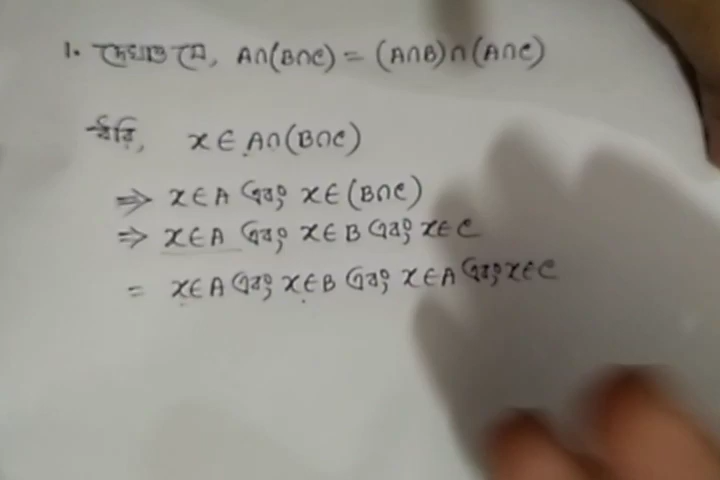 1. দেখাও যে, A∩(B∩C) = (A∩B)∩(A∩C)
ধরি, x ∈ A∩(B∩C)
⇒ x∈A এবং x∈(B∩C)
⇒ x∈A এবং x∈B এবং x∈C
= x∈A এবং x∈B এবং x∈A এবং x∈C